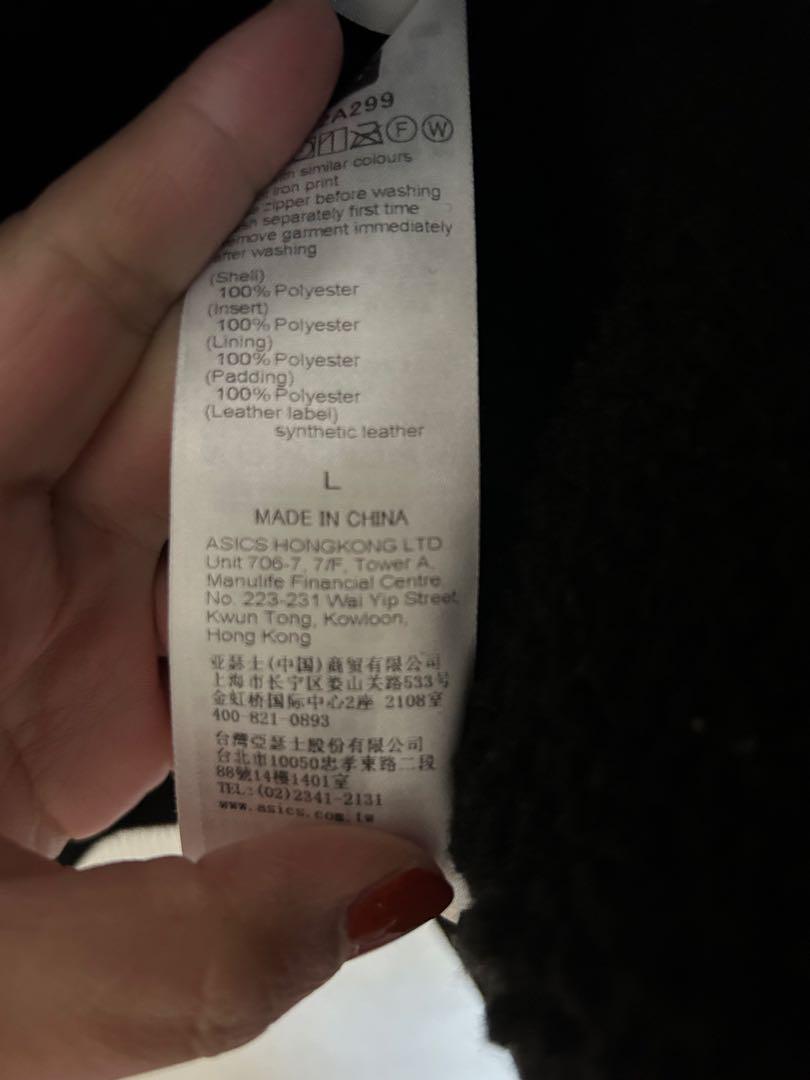 A299
F W
similar colours
iron print
zipper before washing
separately first time
move garment immediately
after washing
(Shell)
100% Polyester
(Insert)
100% Polyester
(Lining)
100% Polyester
(Padding)
100% Polyester
(Leather label)
synthetic leather
L
MADE IN CHINA
ASICS HONGKONG LTD
Unit 706-7, 7/F, Tower A,
Manulife Financial Centre,
No. 223-231 Wai Yip Street,
Kwun Tong, Kowloon,
Hong Kong
亚瑟士(中国)商贸有限公司
上海市长宁区娄山关路533号
金虹桥国际中心2座 2108室
400-821-0893
台灣亞瑟士股份有限公司
台北市10050忠孝東路二段
88號14樓1401室
TEL:(02)2341-2131
www.asics.com.tw